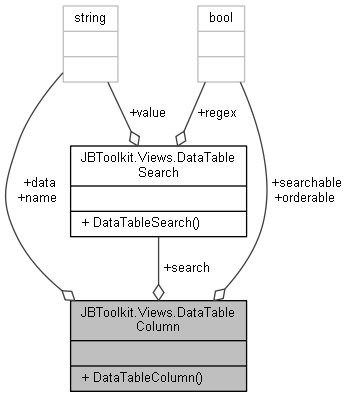 string
bool
+value
+regex
JBToolkit.Views.DataTable
Search
+ DataTableSearch()
+data
+name
+searchable
+orderable
+search
JBToolkit.Views.DataTable
Column
+ DataTableColumn()